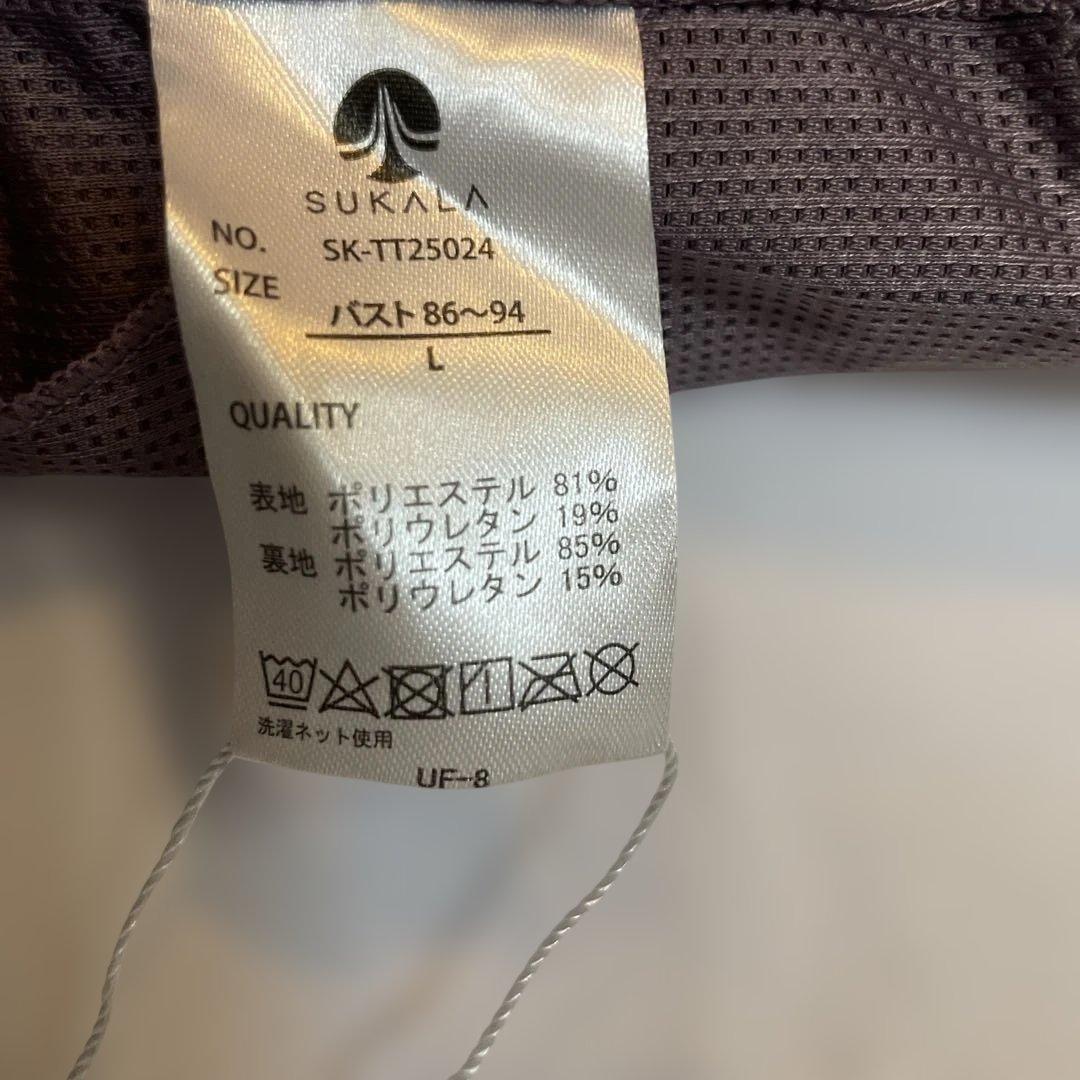 SUKALA
NO. SK-TT25024
SIZE バスト86～94
L
QUALITY
表地 ポリエステル 81%
ポリウレタン 19%
裏地 ポリエステル 85%
ポリウレタン 15%
40
洗濯ネット使用
UF-8